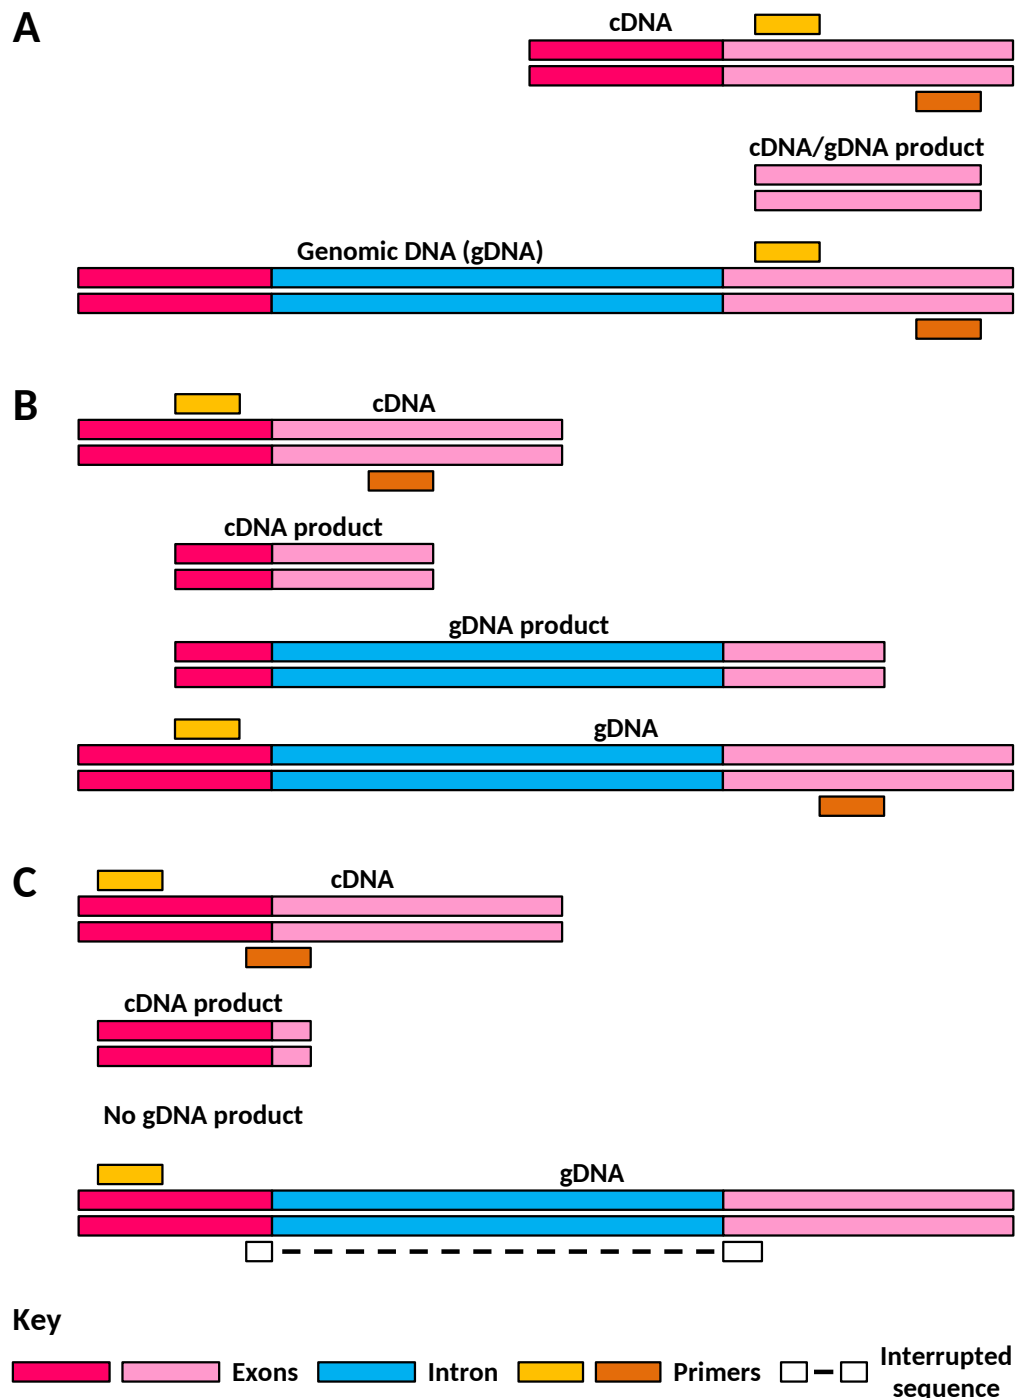 A
cDNA
cDNA/gDNA product
Genomic DNA (gDNA)
B
cDNA
cDNA product
gDNA product
gDNA
C
cDNA
cDNA product
No gDNA product
gDNA
Key
Exons
Intron
Primers
Interrupted
sequence